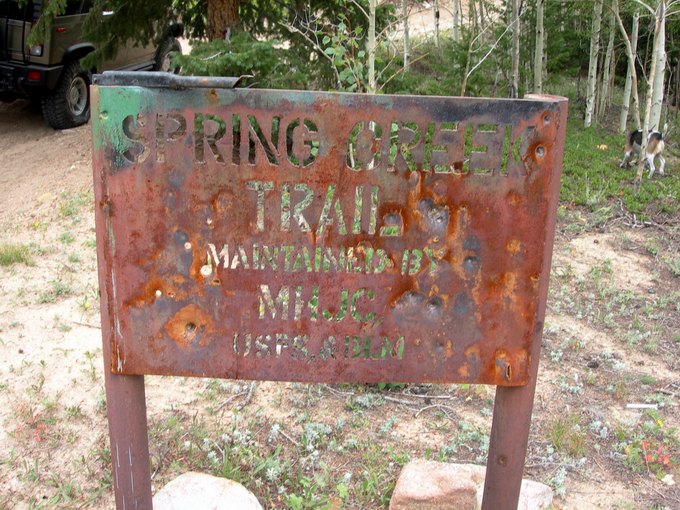 SPRING CREEK
TRAIL
MAINTAINED BY
MHJC
USFS, & BLM